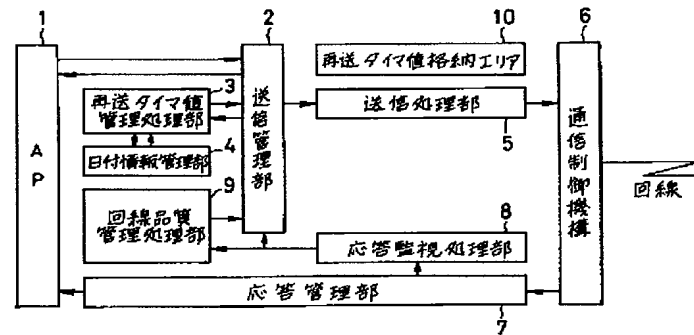 1
2
10
6
再送タイマ値格納エリア
3
再送タイマ値
管理処理部
送信管理部
送信処理部
5
4
日付情報管理部
AP
9
回線品質
管理処理部
通信制御機構
回線
8
応答監視処理部
応答管理部
7